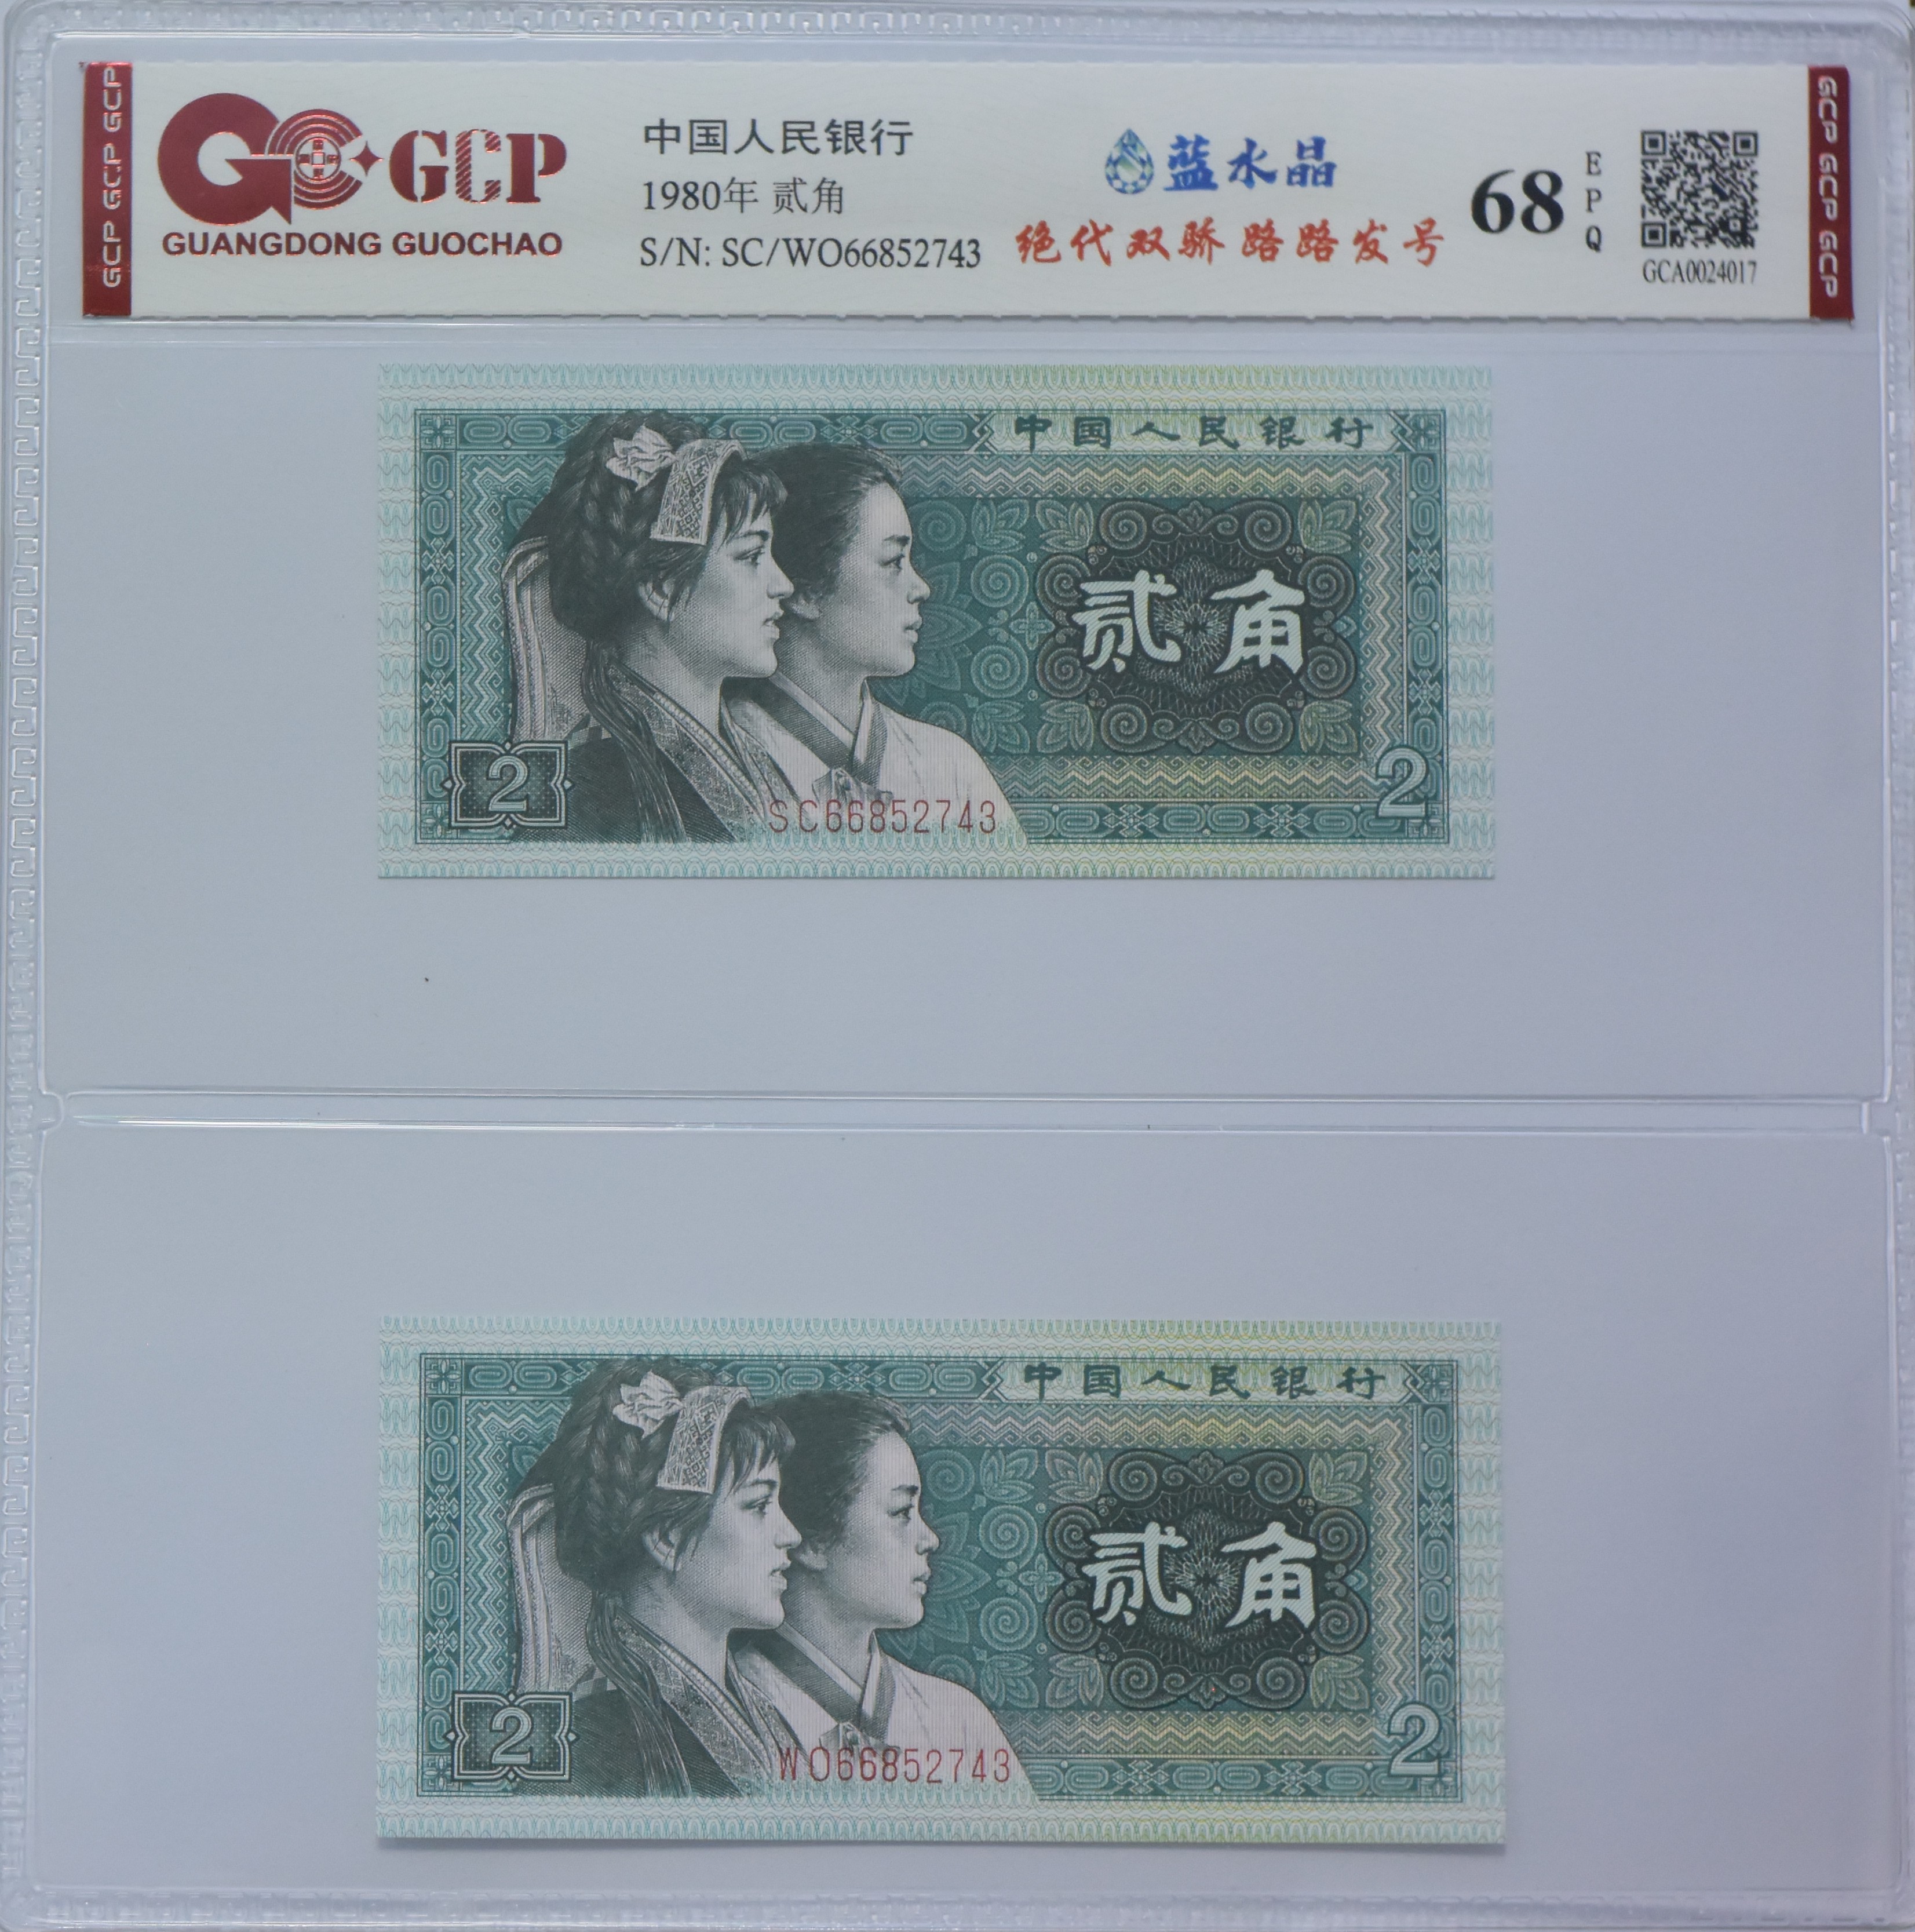 GCP GCP GCP
GCP
GUANGDONG GUOCHAO
中国人民银行
1980年 贰角
S/N: SC/WO66852743
蓝水晶
绝代双骄 路路发号
68
EPQ
GCA0024017
GCP GCP GCP
中国人民银行
贰角
2
SC66852743
2
中国人民银行
贰角
2
WO66852743
2